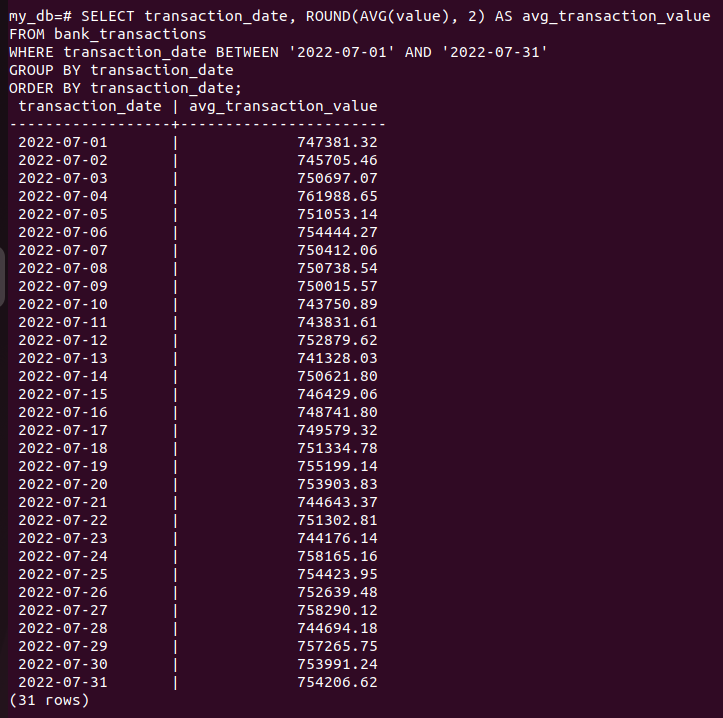 my_db=# SELECT transaction_date, ROUND(AVG(value), 2) AS avg_transaction_value
FROM bank_transactions
WHERE transaction_date BETWEEN '2022-07-01' AND '2022-07-31'
GROUP BY transaction_date
ORDER BY transaction_date;
 transaction_date | avg_transaction_value
------------------+-----------------------
 2022-07-01       |             747381.32
 2022-07-02       |             745705.46
 2022-07-03       |             750697.07
 2022-07-04       |             761988.65
 2022-07-05       |             751053.14
 2022-07-06       |             754444.27
 2022-07-07       |             750412.06
 2022-07-08       |             750738.54
 2022-07-09       |             750015.57
 2022-07-10       |             743750.89
 2022-07-11       |             743831.61
 2022-07-12       |             752879.62
 2022-07-13       |             741328.03
 2022-07-14       |             750621.80
 2022-07-15       |             746429.06
 2022-07-16       |             748741.80
 2022-07-17       |             749579.32
 2022-07-18       |             751334.78
 2022-07-19       |             755199.14
 2022-07-20       |             753903.83
 2022-07-21       |             744643.37
 2022-07-22       |             751302.81
 2022-07-23       |             744176.14
 2022-07-24       |             758165.16
 2022-07-25       |             754423.95
 2022-07-26       |             752639.48
 2022-07-27       |             758290.12
 2022-07-28       |             744694.18
 2022-07-29       |             757265.75
 2022-07-30       |             753991.24
 2022-07-31       |             754206.62
(31 rows)